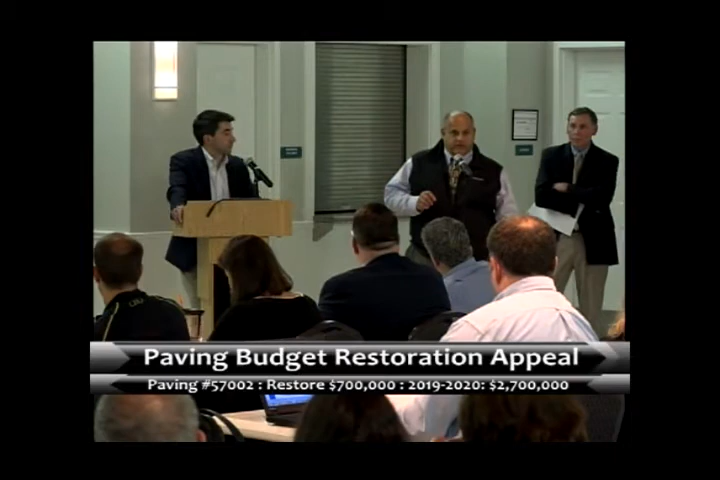 Paving Budget Restoration Appeal
Paving #57002 : Restore $700,000 : 2019-2020: $2,700,000